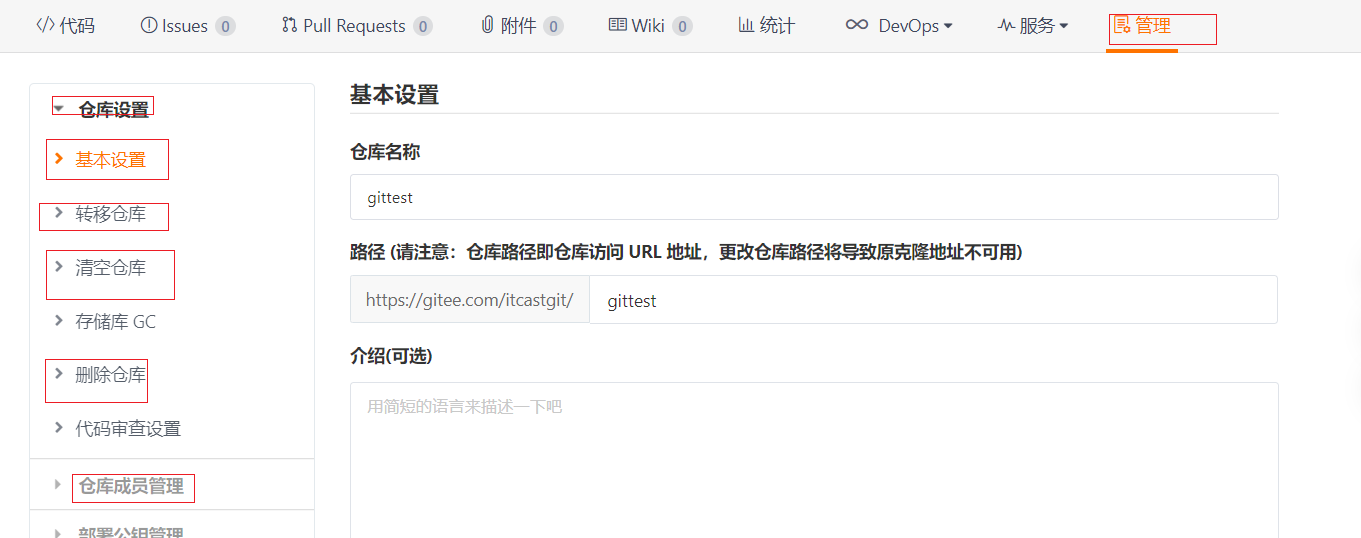 代码 Issues 0 Pull Requests 0 附件 0 Wiki 0 统计 DevOps 服务 管理
仓库设置
基本设置
转移仓库
清空仓库
存储库 GC
删除仓库
代码审查设置
仓库成员管理
部署公钥管理
基本设置
仓库名称
gittest
路径 (请注意：仓库路径即仓库访问 URL 地址，更改仓库路径将导致原克隆地址不可用)
https://gitee.com/itcastgit/ gittest
介绍(可选)
用简短的语言来描述一下吧